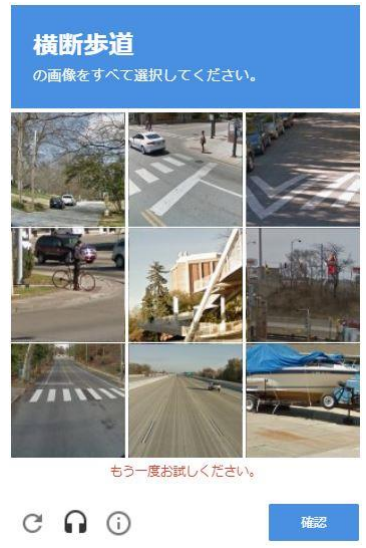 横断歩道
の画像をすべて選択してください。
もう一度お試しください。
確認